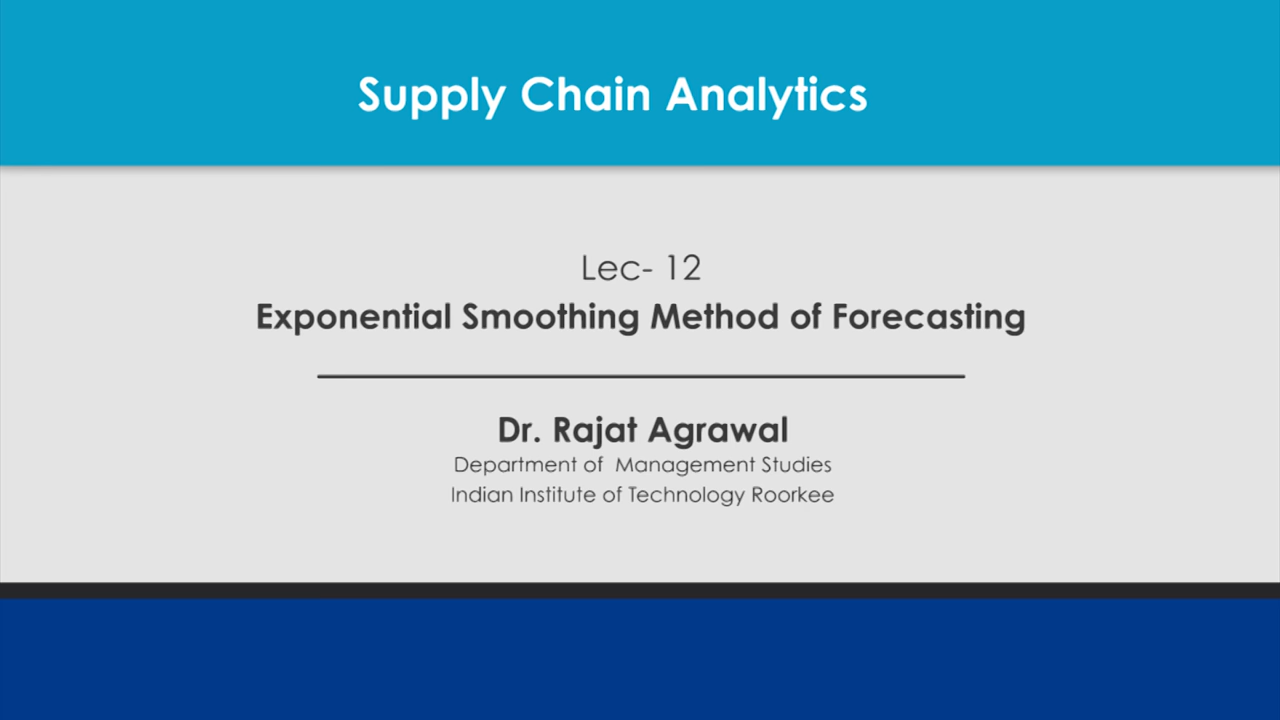 Supply Chain Analytics
Lec- 12
Exponential Smoothing Method of Forecasting
Dr. Rajat Agrawal
Department of Management Studies
Indian Institute of Technology Roorkee